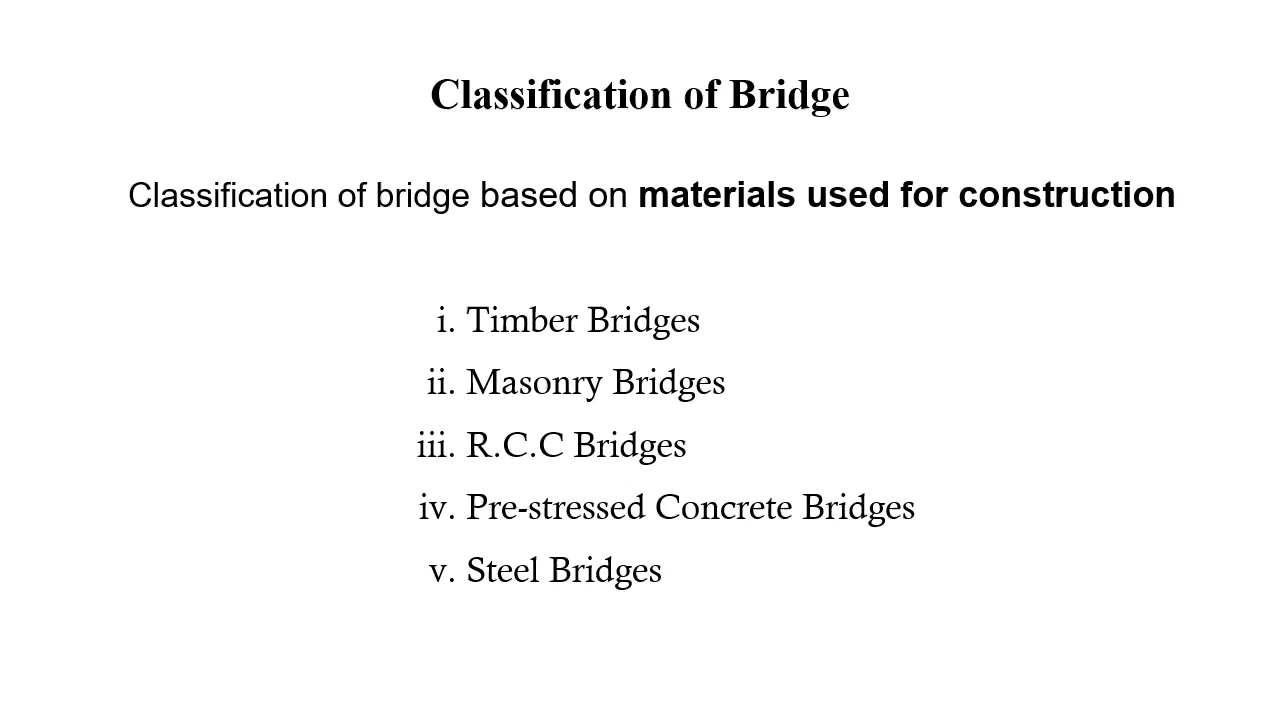 Classification of Bridge
Classification of bridge based on materials used for construction
i. Timber Bridges
ii. Masonry Bridges
iii. R.C.C Bridges
iv. Pre-stressed Concrete Bridges
v. Steel Bridges